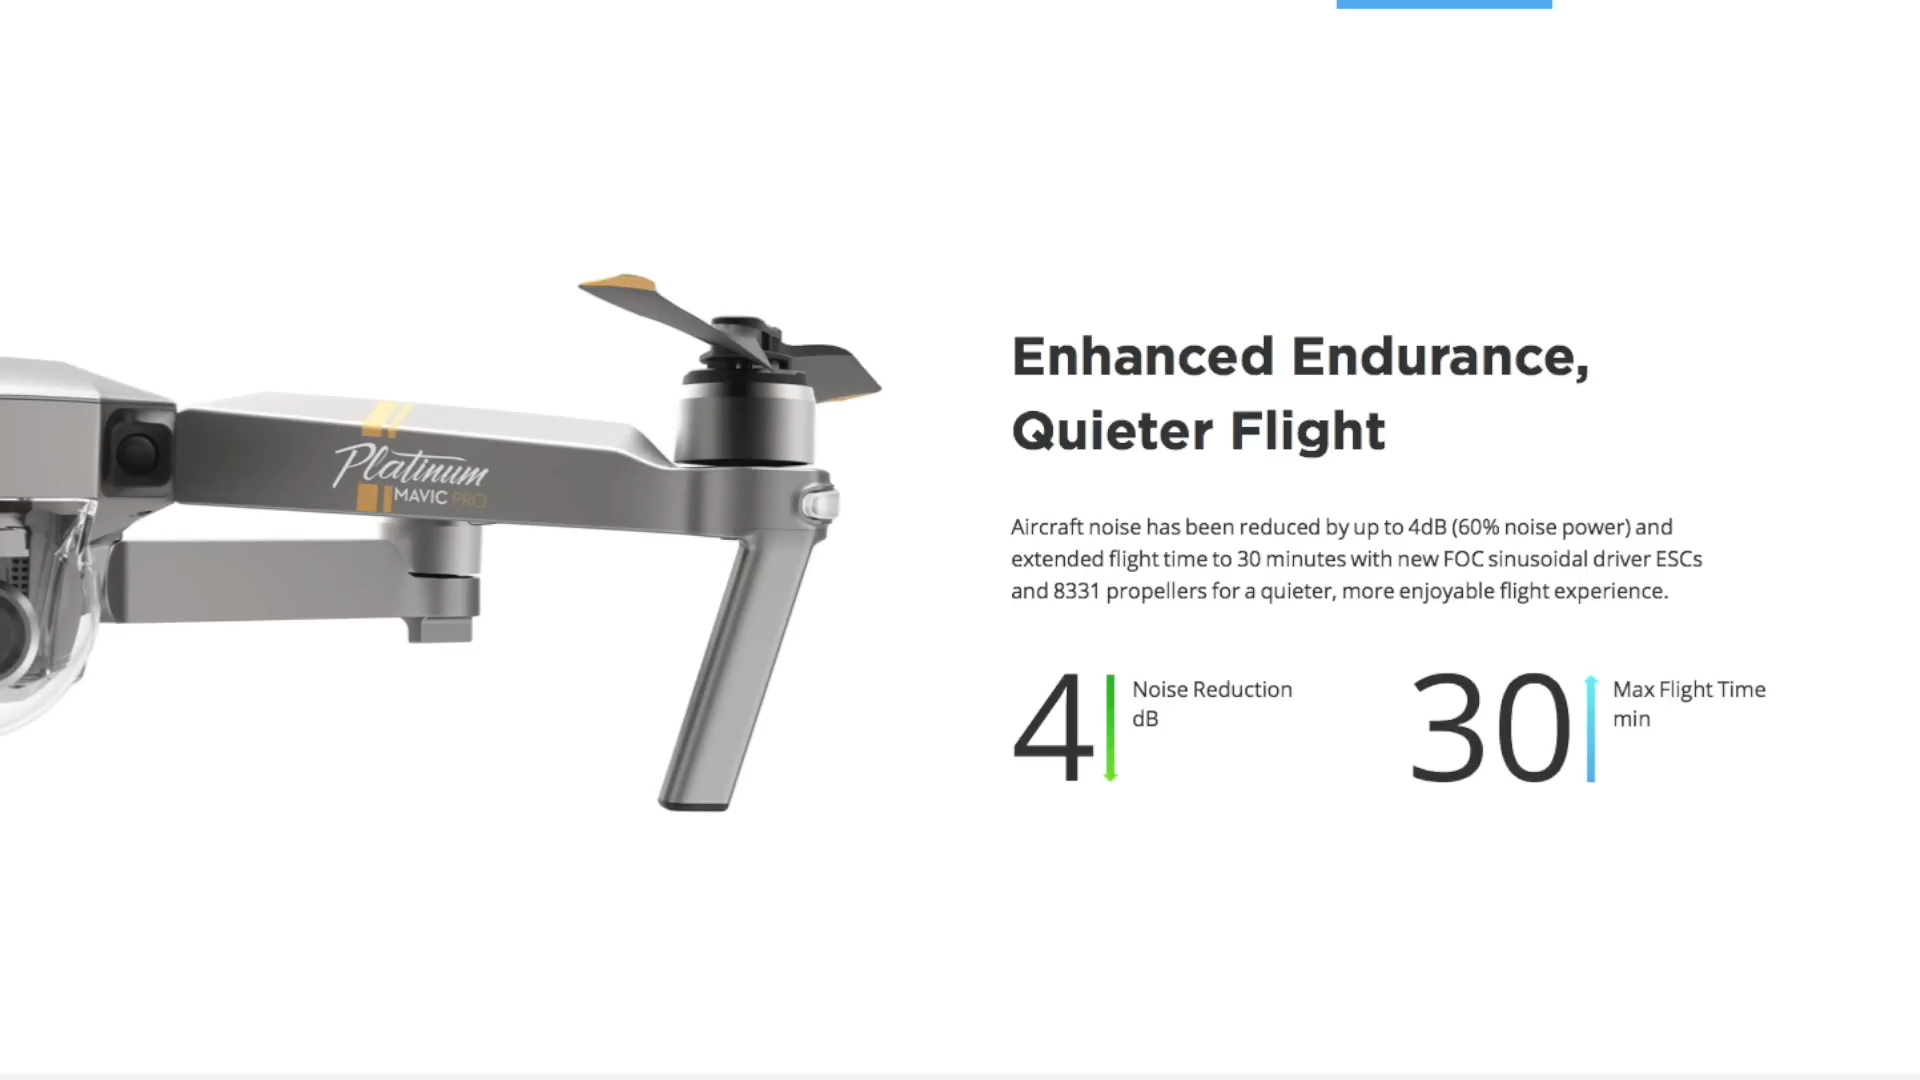 Platinum
MAVIC PRO
Enhanced Endurance,
Quieter Flight
Aircraft noise has been reduced by up to 4dB (60% noise power) and
extended flight time to 30 minutes with new FOC sinusoidal driver ESCs
and 8331 propellers for a quieter, more enjoyable flight experience.
4 Noise Reduction
dB
30 Max Flight Time
min